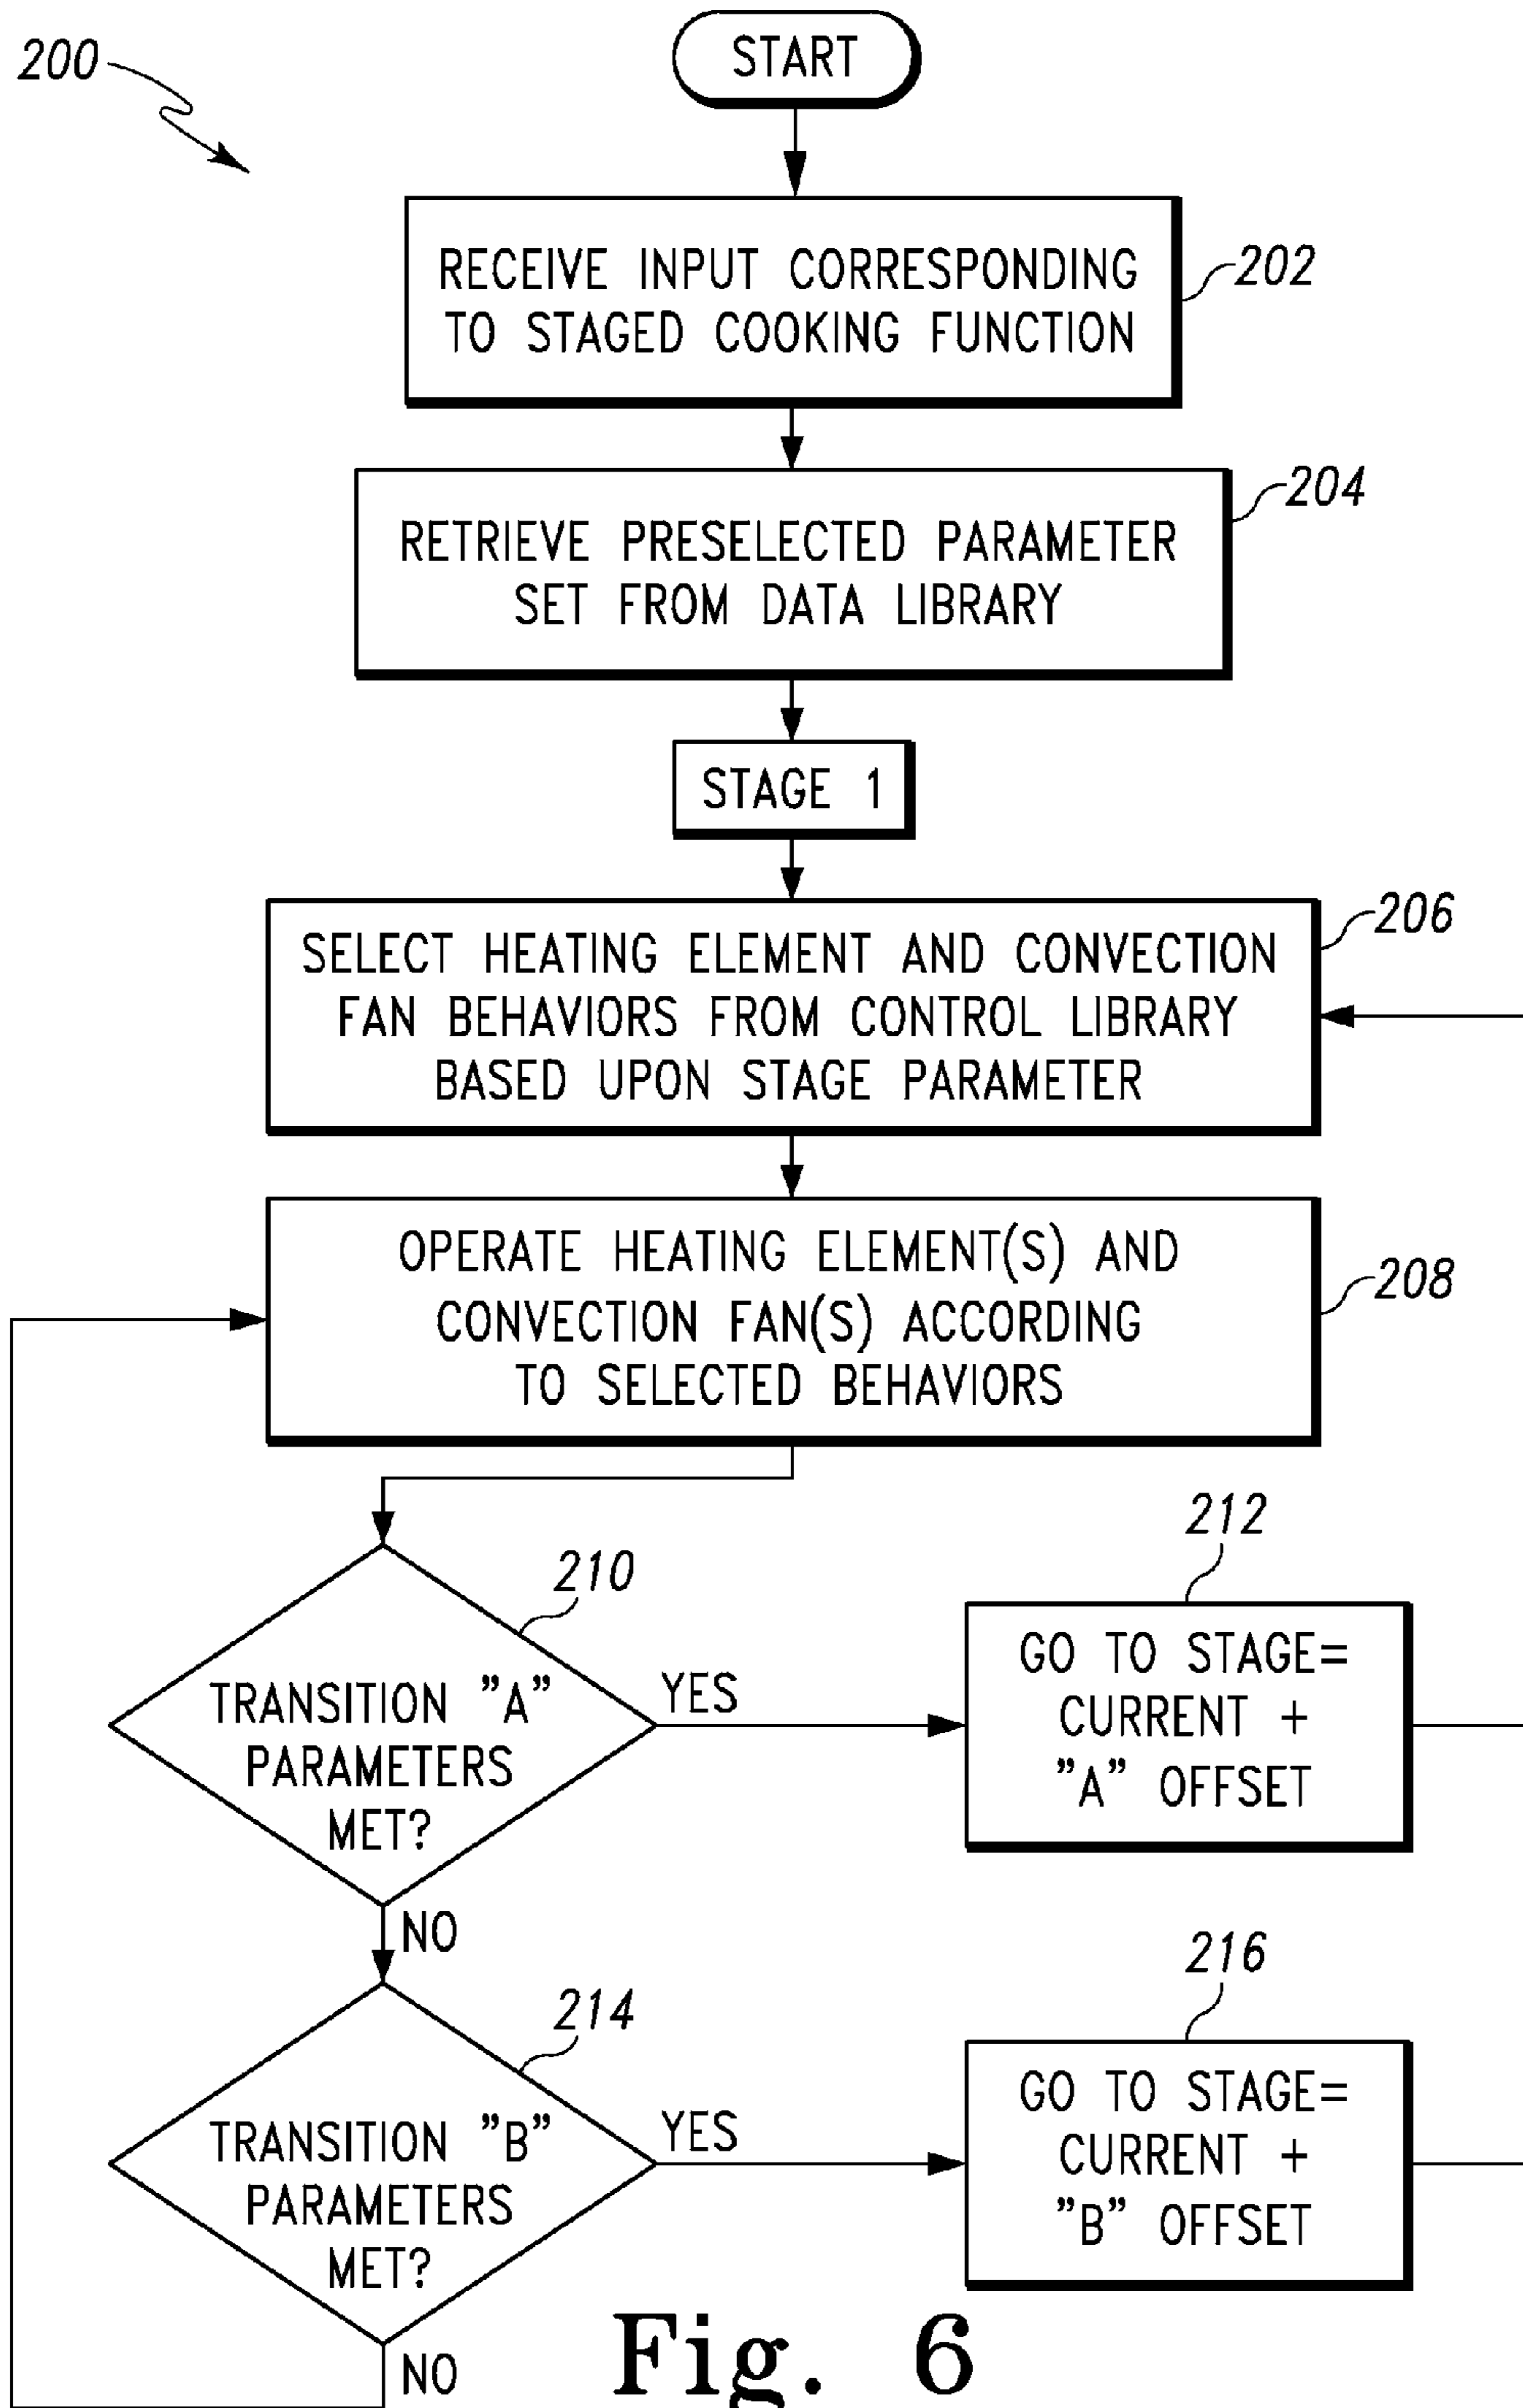 200
START
RECEIVE INPUT CORRESPONDING
TO STAGED COOKING FUNCTION
202
RETRIEVE PRESELECTED PARAMETER
SET FROM DATA LIBRARY
204
STAGE 1
SELECT HEATING ELEMENT AND CONVECTION
FAN BEHAVIORS FROM CONTROL LIBRARY
BASED UPON STAGE PARAMETER
206
OPERATE HEATING ELEMENT(S) AND
CONVECTION FAN(S) ACCORDING
TO SELECTED BEHAVIORS
208
TRANSITION "A"
PARAMETERS
MET?
210
YES
GO TO STAGE=
CURRENT +
"A" OFFSET
212
NO
TRANSITION "B"
PARAMETERS
MET?
214
YES
GO TO STAGE=
CURRENT +
"B" OFFSET
216
NO
Fig. 6